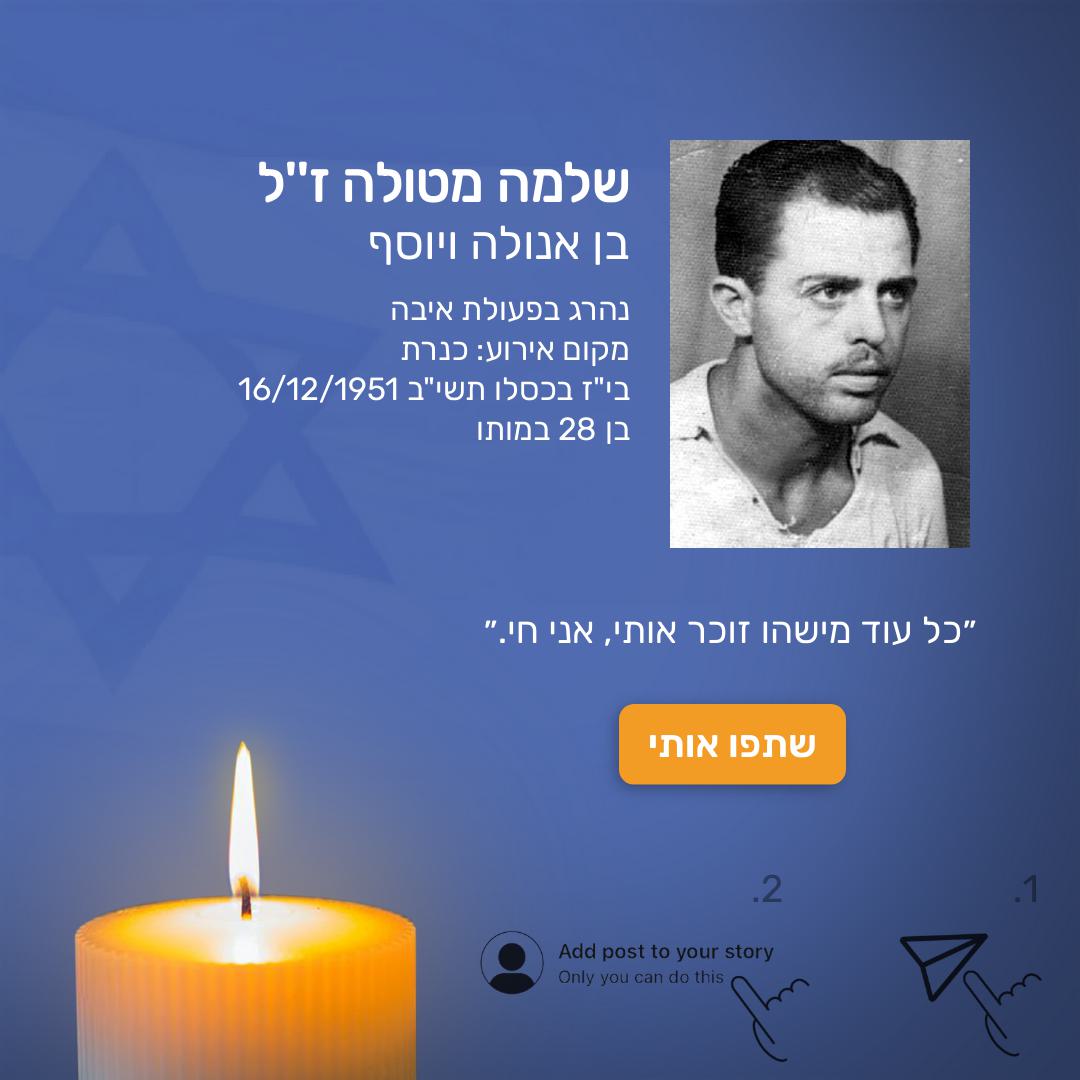 שלמה מטולה ז''ל
בן אנולה ויוסף
נהרג בפעולת איבה
מקום אירוע: כנרת
בי"ז בכסלו תשי"ב 16/12/1951
בן 28 במותו
״כל עוד מישהו זוכר אותי, אני חי.״
שתפו אותי
1.
2.
Add post to your story
Only you can do this